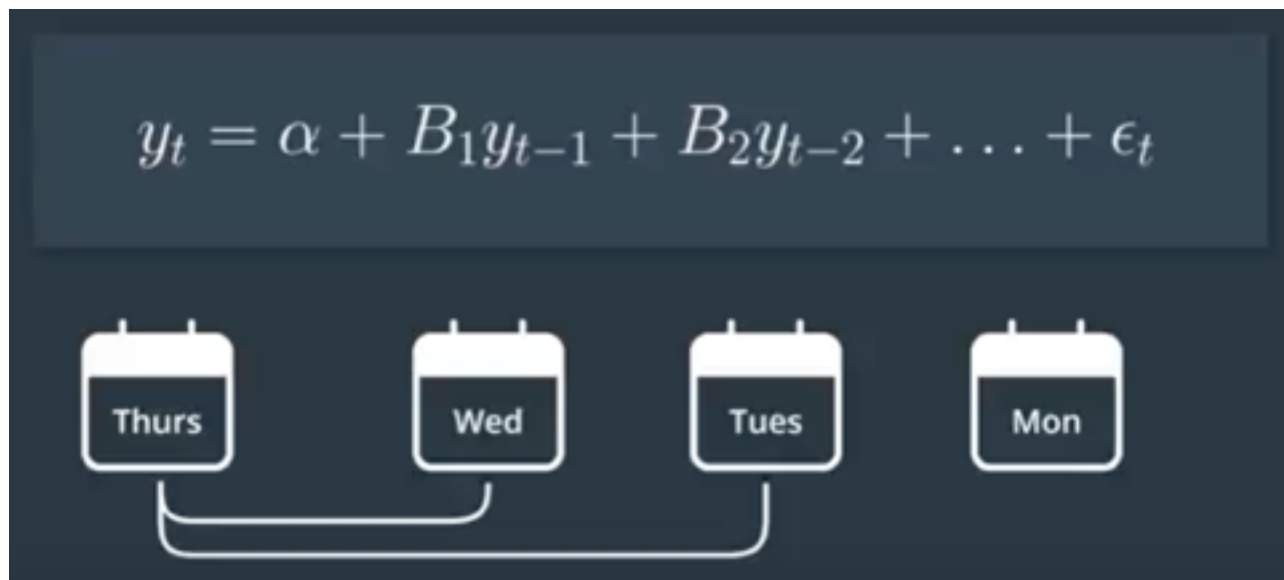 y_t = α + B_1y_{t−1} + B_2y_{t−2} + . . . + ϵ_t
Thurs Wed Tues Mon